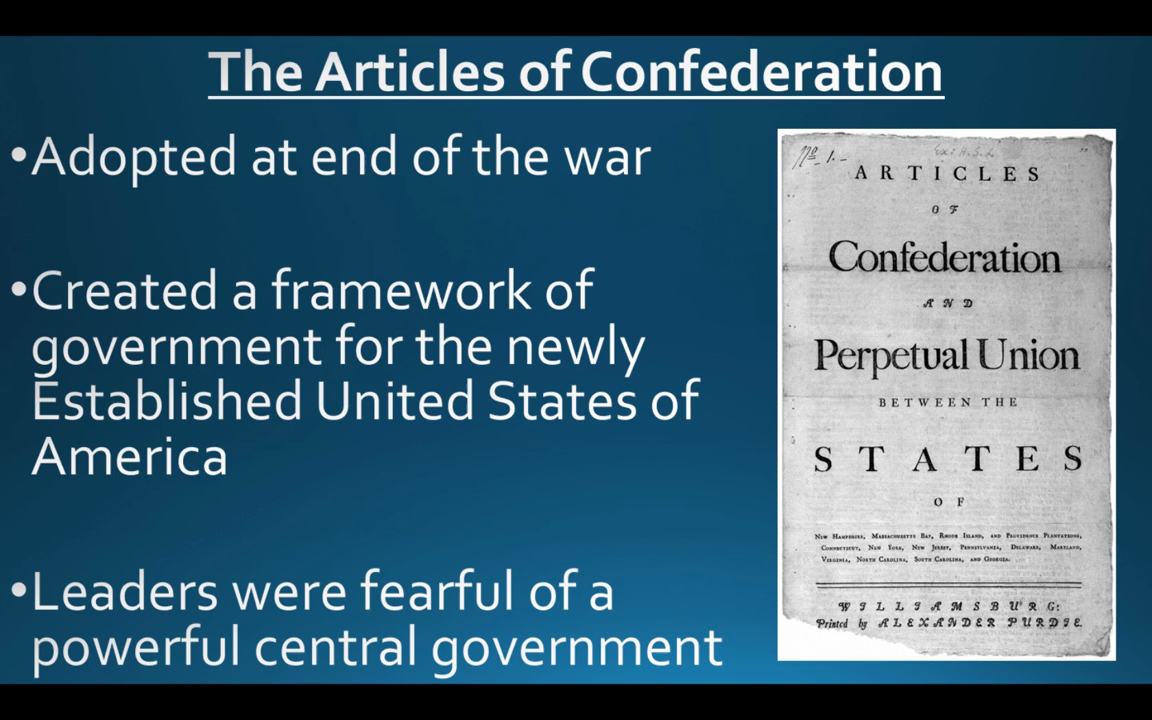 The Articles of Confederation
•Adopted at end of the war
•Created a framework of
government for the newly
Established United States of
America
•Leaders were fearful of a
powerful central government
Nº 1.-
ARTICLES
OF
Confederation
AND
Perpetual Union
BETWEEN THE
STATES
OF
New Hampshire, Massachusetts Bay, Rhode Island, and Providence Plantations,
Connecticut, New York, New Jersey, Pennsylvania, Delaware, Maryland,
Virginia, North Carolina, South Carolina, and Georgia.
WILLIAMSBURG:
Printed by ALEXANDER PURDIE.